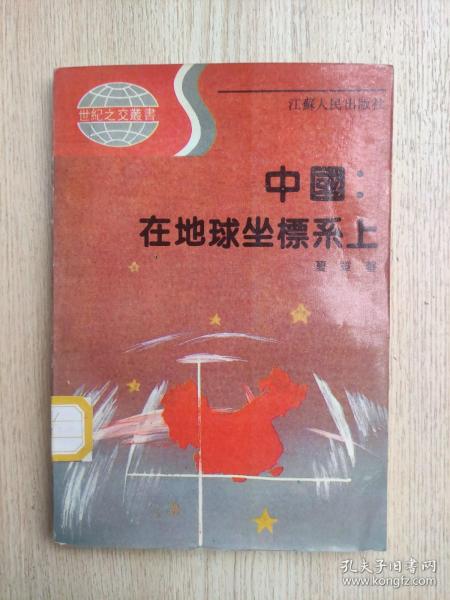 世紀之交叢書
江蘇人民出版社
中國：
在地球坐標系上
孔夫子旧书网
www.kongfz.com